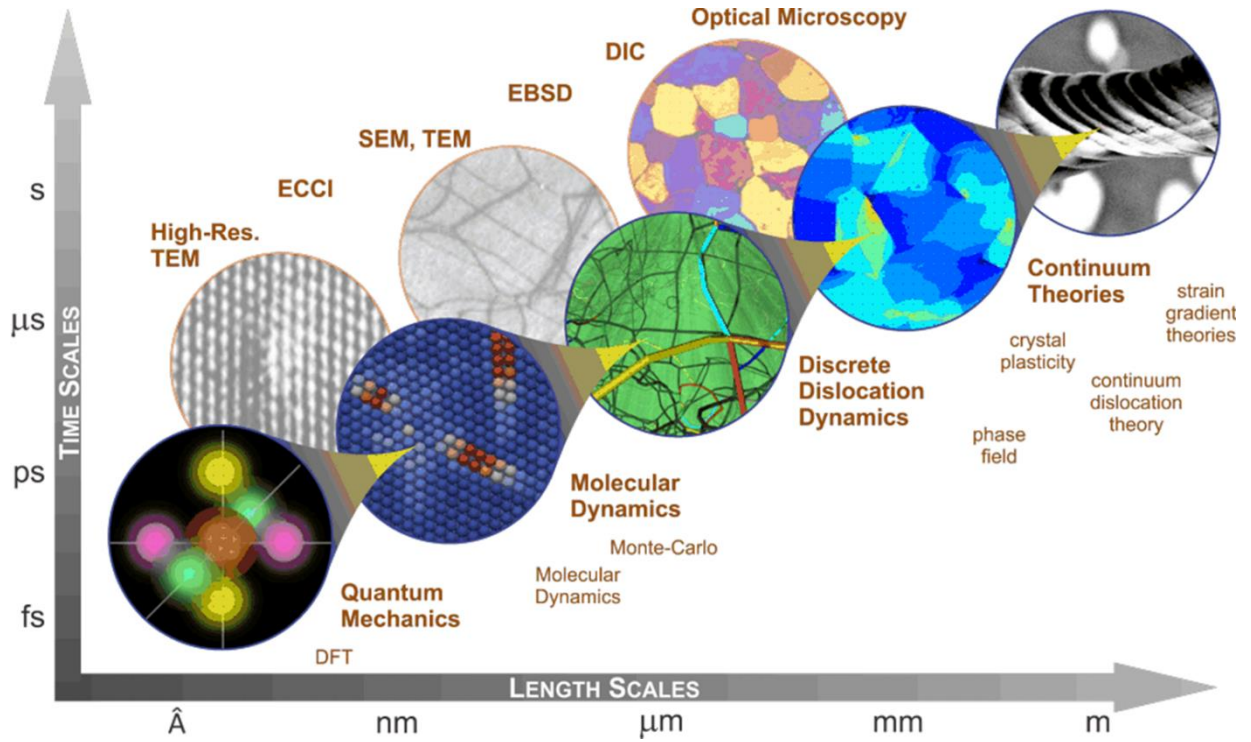 Optical Microscopy
DIC
EBSD
SEM, TEM
ECCI
High-Res.
TEM
s
μs
ps
fs
TIME SCALES
Continuum
Theories
strain
gradient
theories
crystal
plasticity
continuum
dislocation
theory
phase
field
Discrete
Dislocation
Dynamics
Molecular
Dynamics
Monte-Carlo
Molecular
Dynamics
Quantum
Mechanics
DFT
LENGTH SCALES
Â
nm
μm
mm
m